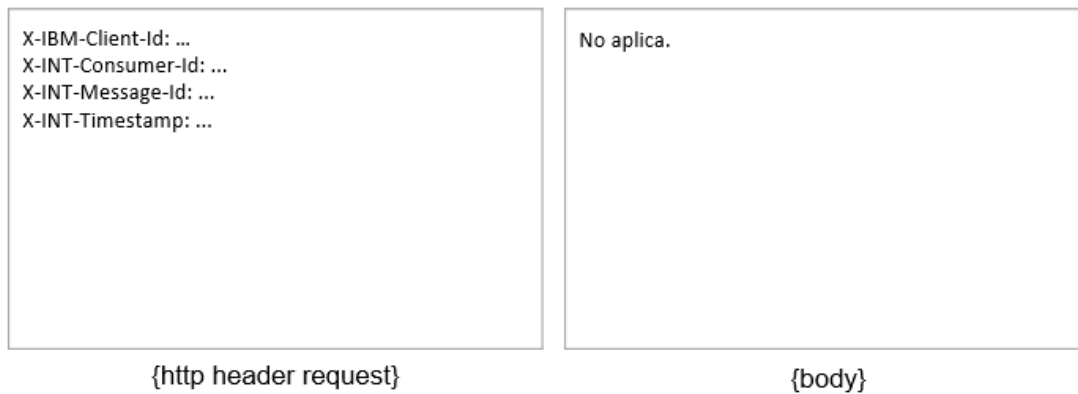 X-IBM-Client-Id: ...
X-INT-Consumer-Id: ...
X-INT-Message-Id: ...
X-INT-Timestamp: ...
{http header request}
No aplica.
{body}